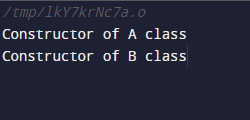 /tmp/lkY7krNc7a.o
Constructor of A class
Constructor of B class